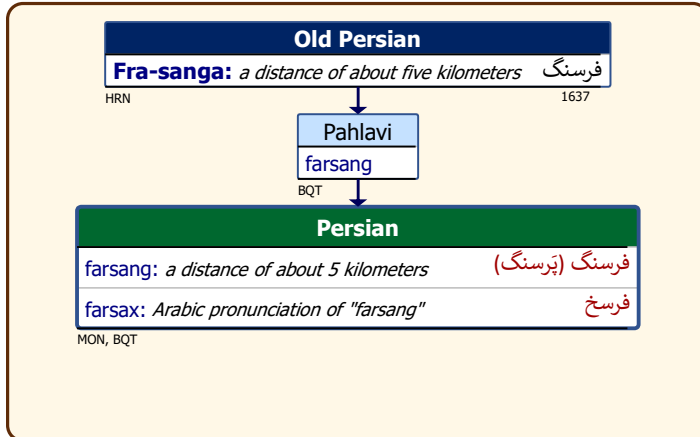 Old Persian
Fra-sanga: a distance of about five kilometers فرسنگ
HRN 1637
Pahlavi
farsang
BQT
Persian
farsang: a distance of about 5 kilometers فرسنگ (پَرسنگ)
farsax: Arabic pronunciation of "farsang" فرسخ
MON, BQT